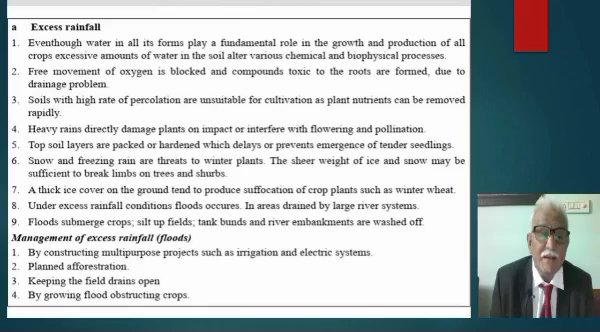 a Excess rainfall
1. Eventhough water in all its forms play a fundamental role in the growth and production of all
crops excessive amounts of water in the soil alter various chemical and biophysical processes.
2. Free movement of oxygen is blocked and compounds toxic to the roots are formed, due to
drainage problem.
3. Soils with high rate of percolation are unsuitable for cultivation as plant nutrients can be removed
rapidly.
4. Heavy rains directly damage plants on impact or interfere with flowering and pollination.
5. Top soil layers are packed or hardened which delays or prevents emergence of tender seedlings.
6. Snow and freezing rain are threats to winter plants. The sheer weight of ice and snow may be
sufficient to break limbs on trees and shurbs.
7. A thick ice cover on the ground tend to produce suffocation of crop plants such as winter wheat.
8. Under excess rainfall conditions floods occures. In areas drained by large river systems.
9. Floods submerge crops; silt up fields; tank bunds and river embankments are washed off.
Management of excess rainfall (floods)
1. By constructing multipurpose projects such as irrigation and electric systems.
2. Planned afforestration.
3. Keeping the field drains open
4. By growing flood obstructing crops.